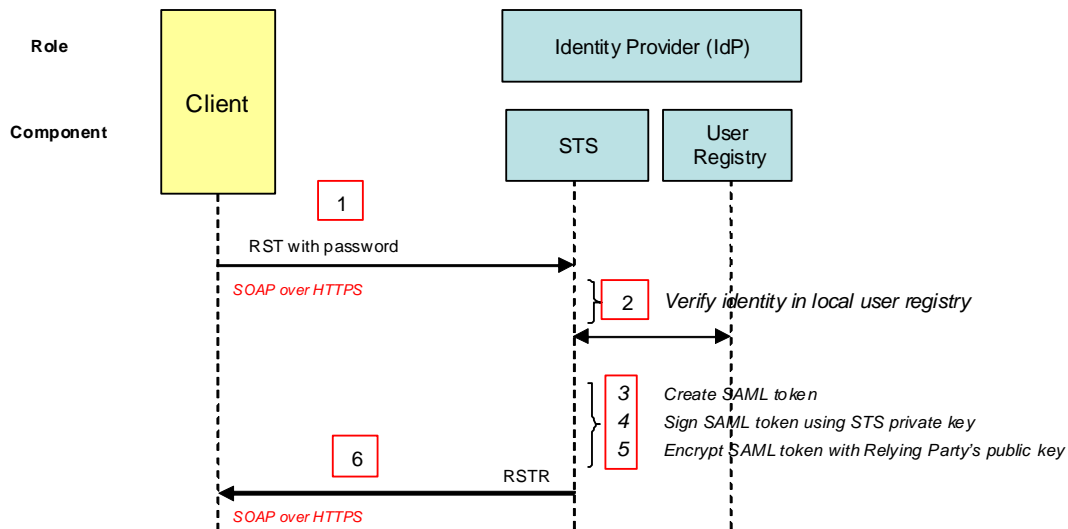 Role
Client
Identity Provider (IdP)
Component
STS
User
Registry
1
RST with password
SOAP over HTTPS
2
Verify identity in local user registry
3 Create SAML token
4 Sign SAML token using STS private key
5 Encrypt SAML token with Relying Party's public key
6
RSTR
SOAP over HTTPS